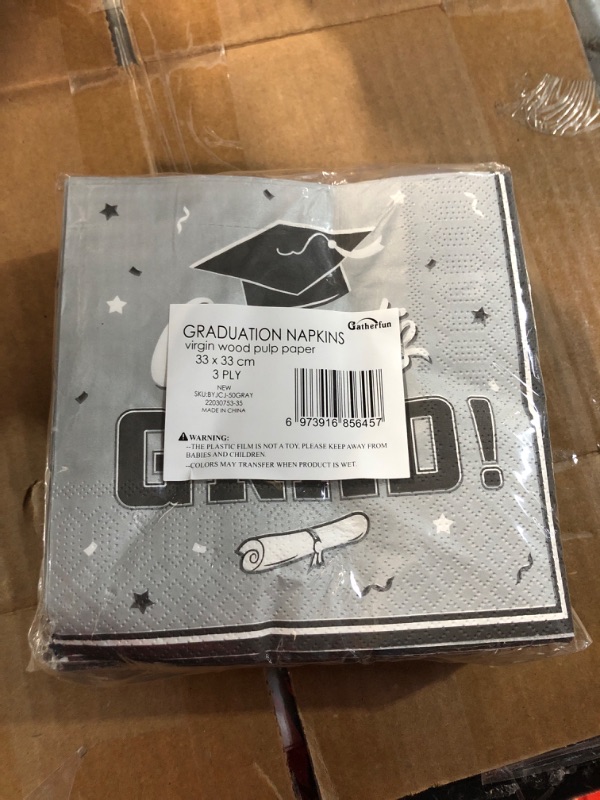 Gatherfun
GRADUATION NAPKINS
virgin wood pulp paper
33 x 33 cm
3 PLY
NEW
SKU:BYJCJ-50GRAY
22030753-35
MADE IN CHINA
6 973916 856457
WARNING:
--THE PLASTIC FILM IS NOT A TOY. PLEASE KEEP AWAY FROM
BABIES AND CHILDREN.
--COLORS MAY TRANSFER WHEN PRODUCT IS WET.
GRAD!